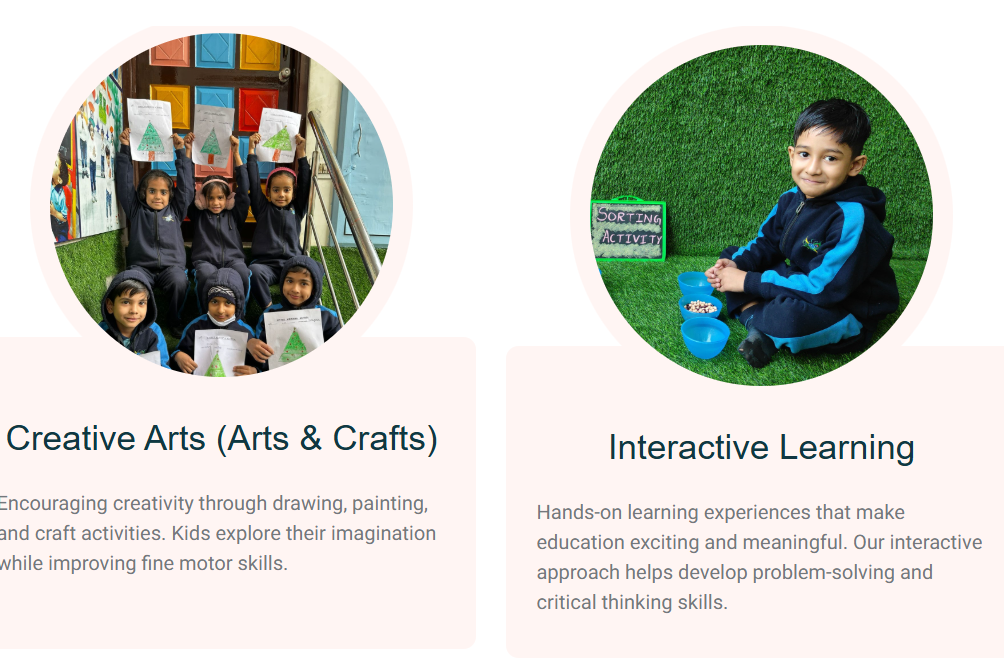 SORTING
ACTIVITY
Creative Arts (Arts & Crafts)
Encouraging creativity through drawing, painting,
and craft activities. Kids explore their imagination
while improving fine motor skills.
Interactive Learning
Hands-on learning experiences that make
education exciting and meaningful. Our interactive
approach helps develop problem-solving and
critical thinking skills.